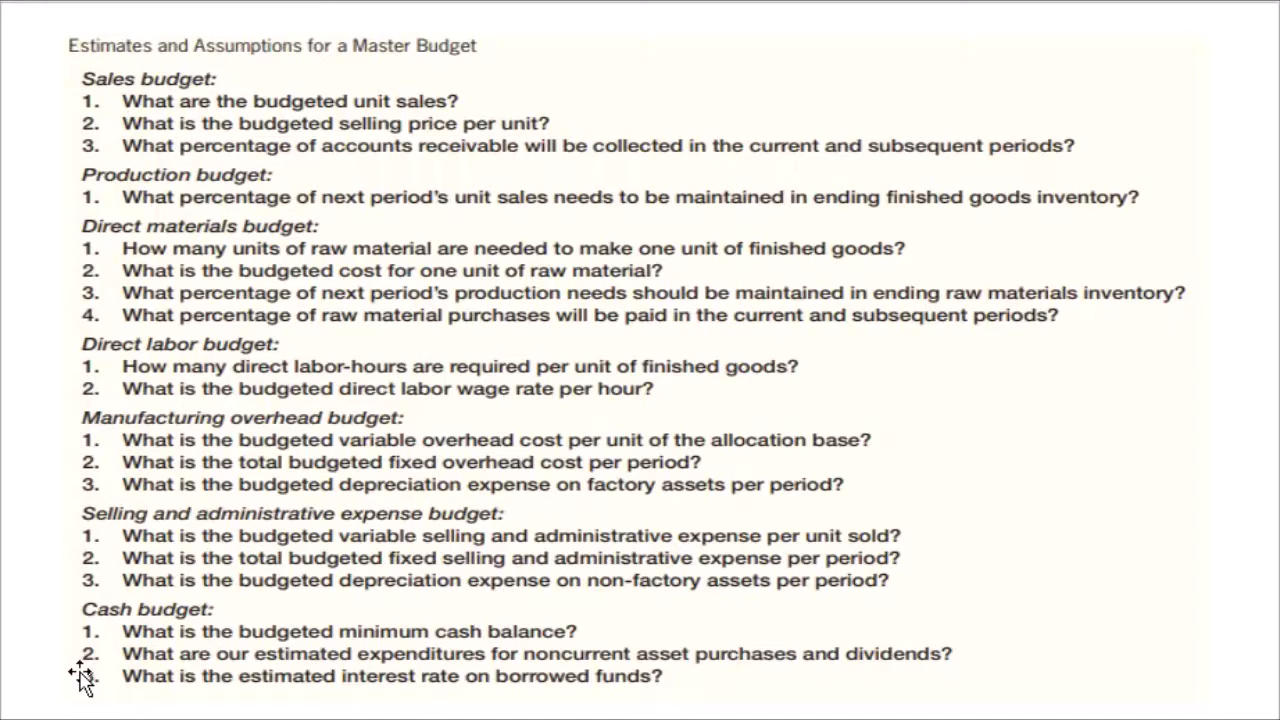 Estimates and Assumptions for a Master Budget
Sales budget:
1. What are the budgeted unit sales?
2. What is the budgeted selling price per unit?
3. What percentage of accounts receivable will be collected in the current and subsequent periods?
Production budget:
1. What percentage of next period's unit sales needs to be maintained in ending finished goods inventory?
Direct materials budget:
1. How many units of raw material are needed to make one unit of finished goods?
2. What is the budgeted cost for one unit of raw material?
3. What percentage of next period's production needs should be maintained in ending raw materials inventory?
4. What percentage of raw material purchases will be paid in the current and subsequent periods?
Direct labor budget:
1. How many direct labor-hours are required per unit of finished goods?
2. What is the budgeted direct labor wage rate per hour?
Manufacturing overhead budget:
1. What is the budgeted variable overhead cost per unit of the allocation base?
2. What is the total budgeted fixed overhead cost per period?
3. What is the budgeted depreciation expense on factory assets per period?
Selling and administrative expense budget:
1. What is the budgeted variable selling and administrative expense per unit sold?
2. What is the total budgeted fixed selling and administrative expense per period?
3. What is the budgeted depreciation expense on non-factory assets per period?
Cash budget:
1. What is the budgeted minimum cash balance?
2. What are our estimated expenditures for noncurrent asset purchases and dividends?
What is the estimated interest rate on borrowed funds?